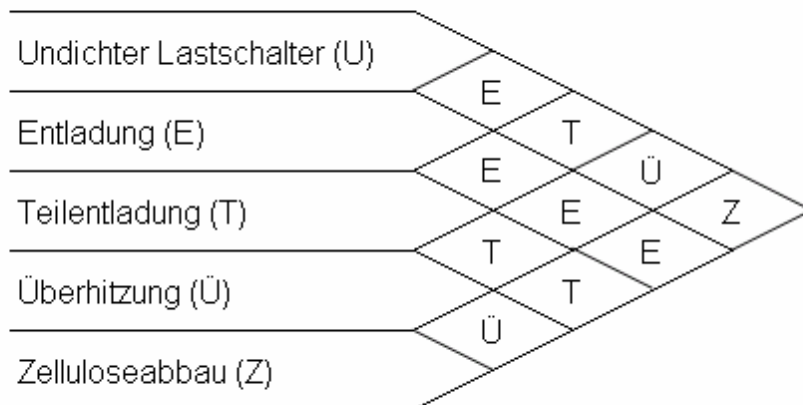 Undichter Lastschalter (U)
E
T
Entladung (E)
Ü
E
Teilentladung (T)
E
Z
T
E
Überhitzung (Ü)
T
Ü
Zelluloseabbau (Z)